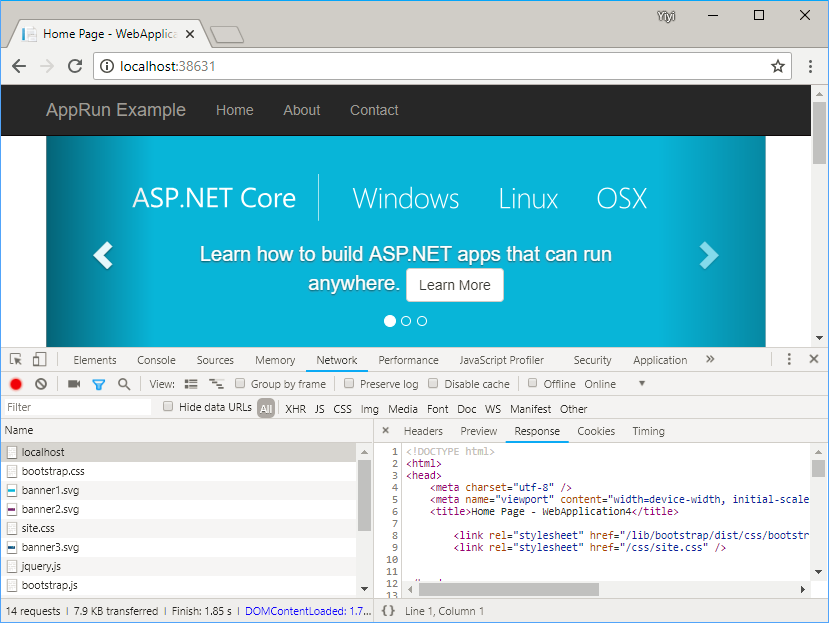 Yiyi
Home Page - WebApplica
localhost:38631
AppRun Example Home About Contact
ASP.NET Core Windows Linux OSX
Learn how to build ASP.NET apps that can run
anywhere. Learn More
Elements Console Sources Memory Network Performance JavaScript Profiler Security Application »
View: Group by frame Preserve log Disable cache Offline Online
Filter Hide data URLs All XHR JS CSS Img Media Font Doc WS Manifest Other
Name
localhost
bootstrap.css
banner1.svg
banner2.svg
site.css
banner3.svg
jquery.js
bootstrap.js
14 requests | 7.9 KB transferred | Finish: 1.85 s | DOMContentLoaded: 1.7...
× Headers Preview Response Cookies Timing
1 <!DOCTYPE html>
2 <html>
3 <head>
4 <meta charset="utf-8" />
5 <meta name="viewport" content="width=device-width, initial-scale
6 <title>Home Page - WebApplication4</title>
7
8 <link rel="stylesheet" href="/lib/bootstrap/dist/css/bootstr
9 <link rel="stylesheet" href="/css/site.css" />
10
11
12
13
{} Line 1, Column 1